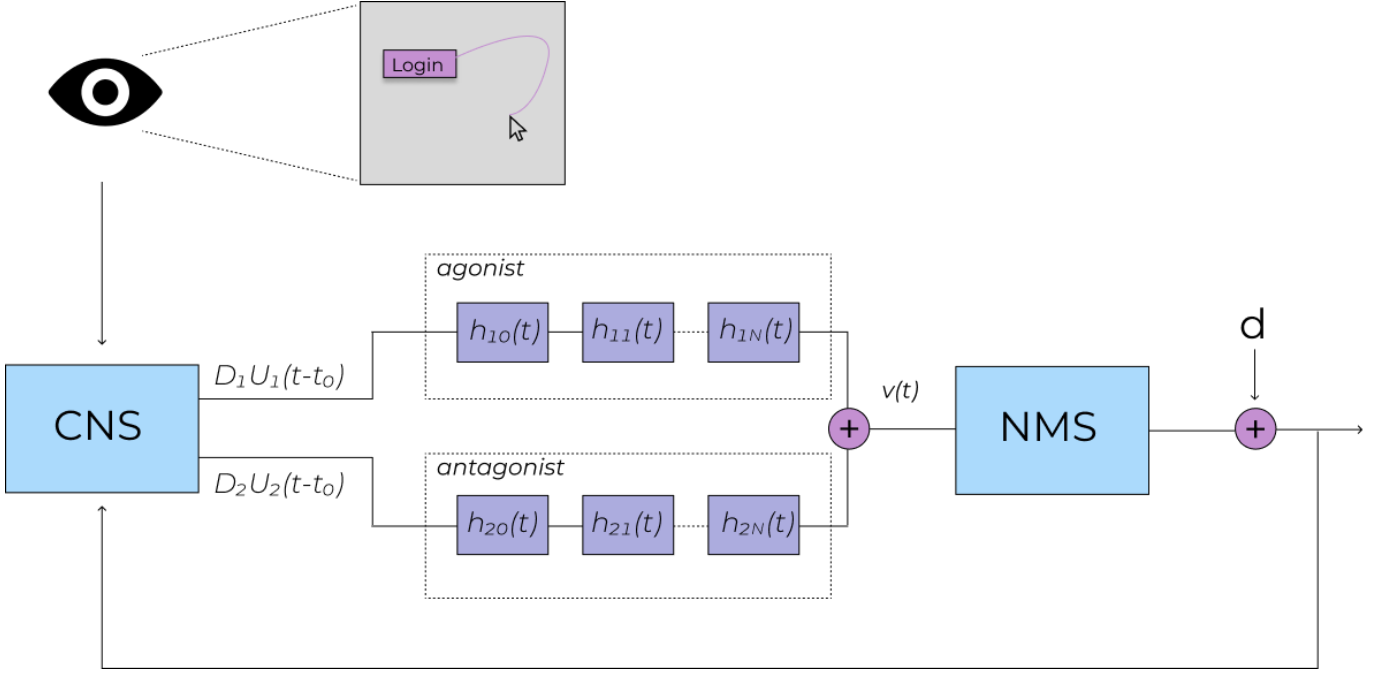 Login
agonist
h₁₀(t) h₁₁(t) h₁N(t)
d
D₁U₁(t-t₀)
v(t)
CNS
+
NMS
+
antagonist
D₂U₂(t-t₀)
h₂₀(t) h₂₁(t) h₂N(t)